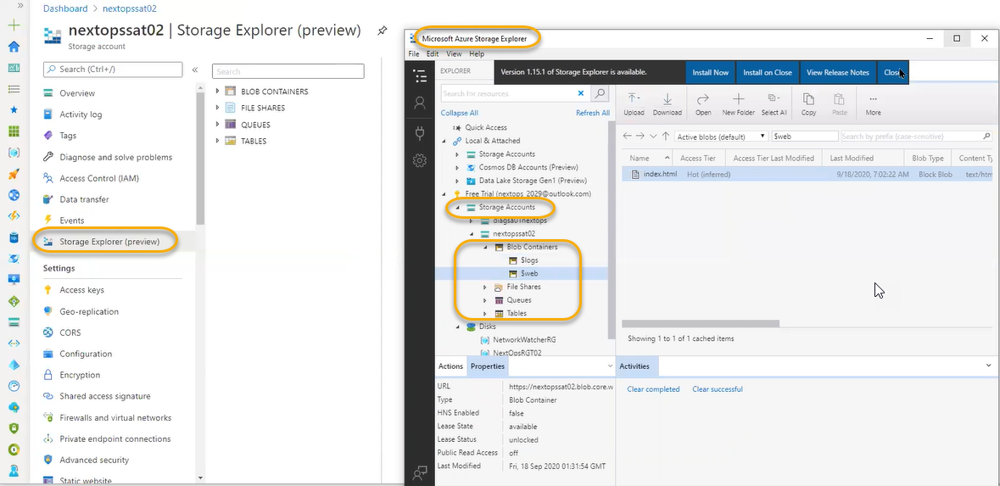 Dashboard > nextopssat02
nextopssat02 | Storage Explorer (preview)
Storage account
Search (Ctrl+/)
«
Overview
Activity log
Tags
Diagnose and solve problems
Access Control (IAM)
Data transfer
Events
Storage Explorer (preview)
Settings
Access keys
Geo-replication
CORS
Configuration
Encryption
Shared access signature
Firewalls and virtual networks
Private endpoint connections
Advanced security
Static website
Search
BLOB CONTAINERS
FILE SHARES
QUEUES
TABLES
Microsoft Azure Storage Explorer
File Edit View Help
EXPLORER
Version 1.15.1 of Storage Explorer is available.
Install Now
Install on Close
View Release Notes
Close
Search for resources
Collapse All
Refresh All
Quick Access
Local & Attached
Storage Accounts
Cosmos DB Accounts (Preview)
Data Lake Storage Gen1 (Preview)
Free Trial (nextops_2029@outlook.com)
Storage Accounts
diagsa01nextops
nextopssat02
Blob Containers
$logs
$web
File Shares
Queues
Tables
Disks
NetworkWatcherRG
NextOpsRGT02
Upload
Download
Open
New Folder
Select All
Copy
Paste
More
Active blobs (default)
$web
Search by prefix (case-sensitive)
Name
Access Tier
Access Tier Last Modified
Last Modified
Blob Type
Content Ty
index.html
Hot (inferred)
9/18/2020, 7:02:22 AM
Block Blob
text/htm
Showing 1 to 1 of 1 cached items
Actions
Properties
URL https://nextopssat02.blob.core.w
Type Blob Container
HNS Enabled false
Lease State available
Lease Status unlocked
Public Read Access off
Last Modified Fri, 18 Sep 2020 01:31:54 GMT
Activities
Clear completed
Clear successful